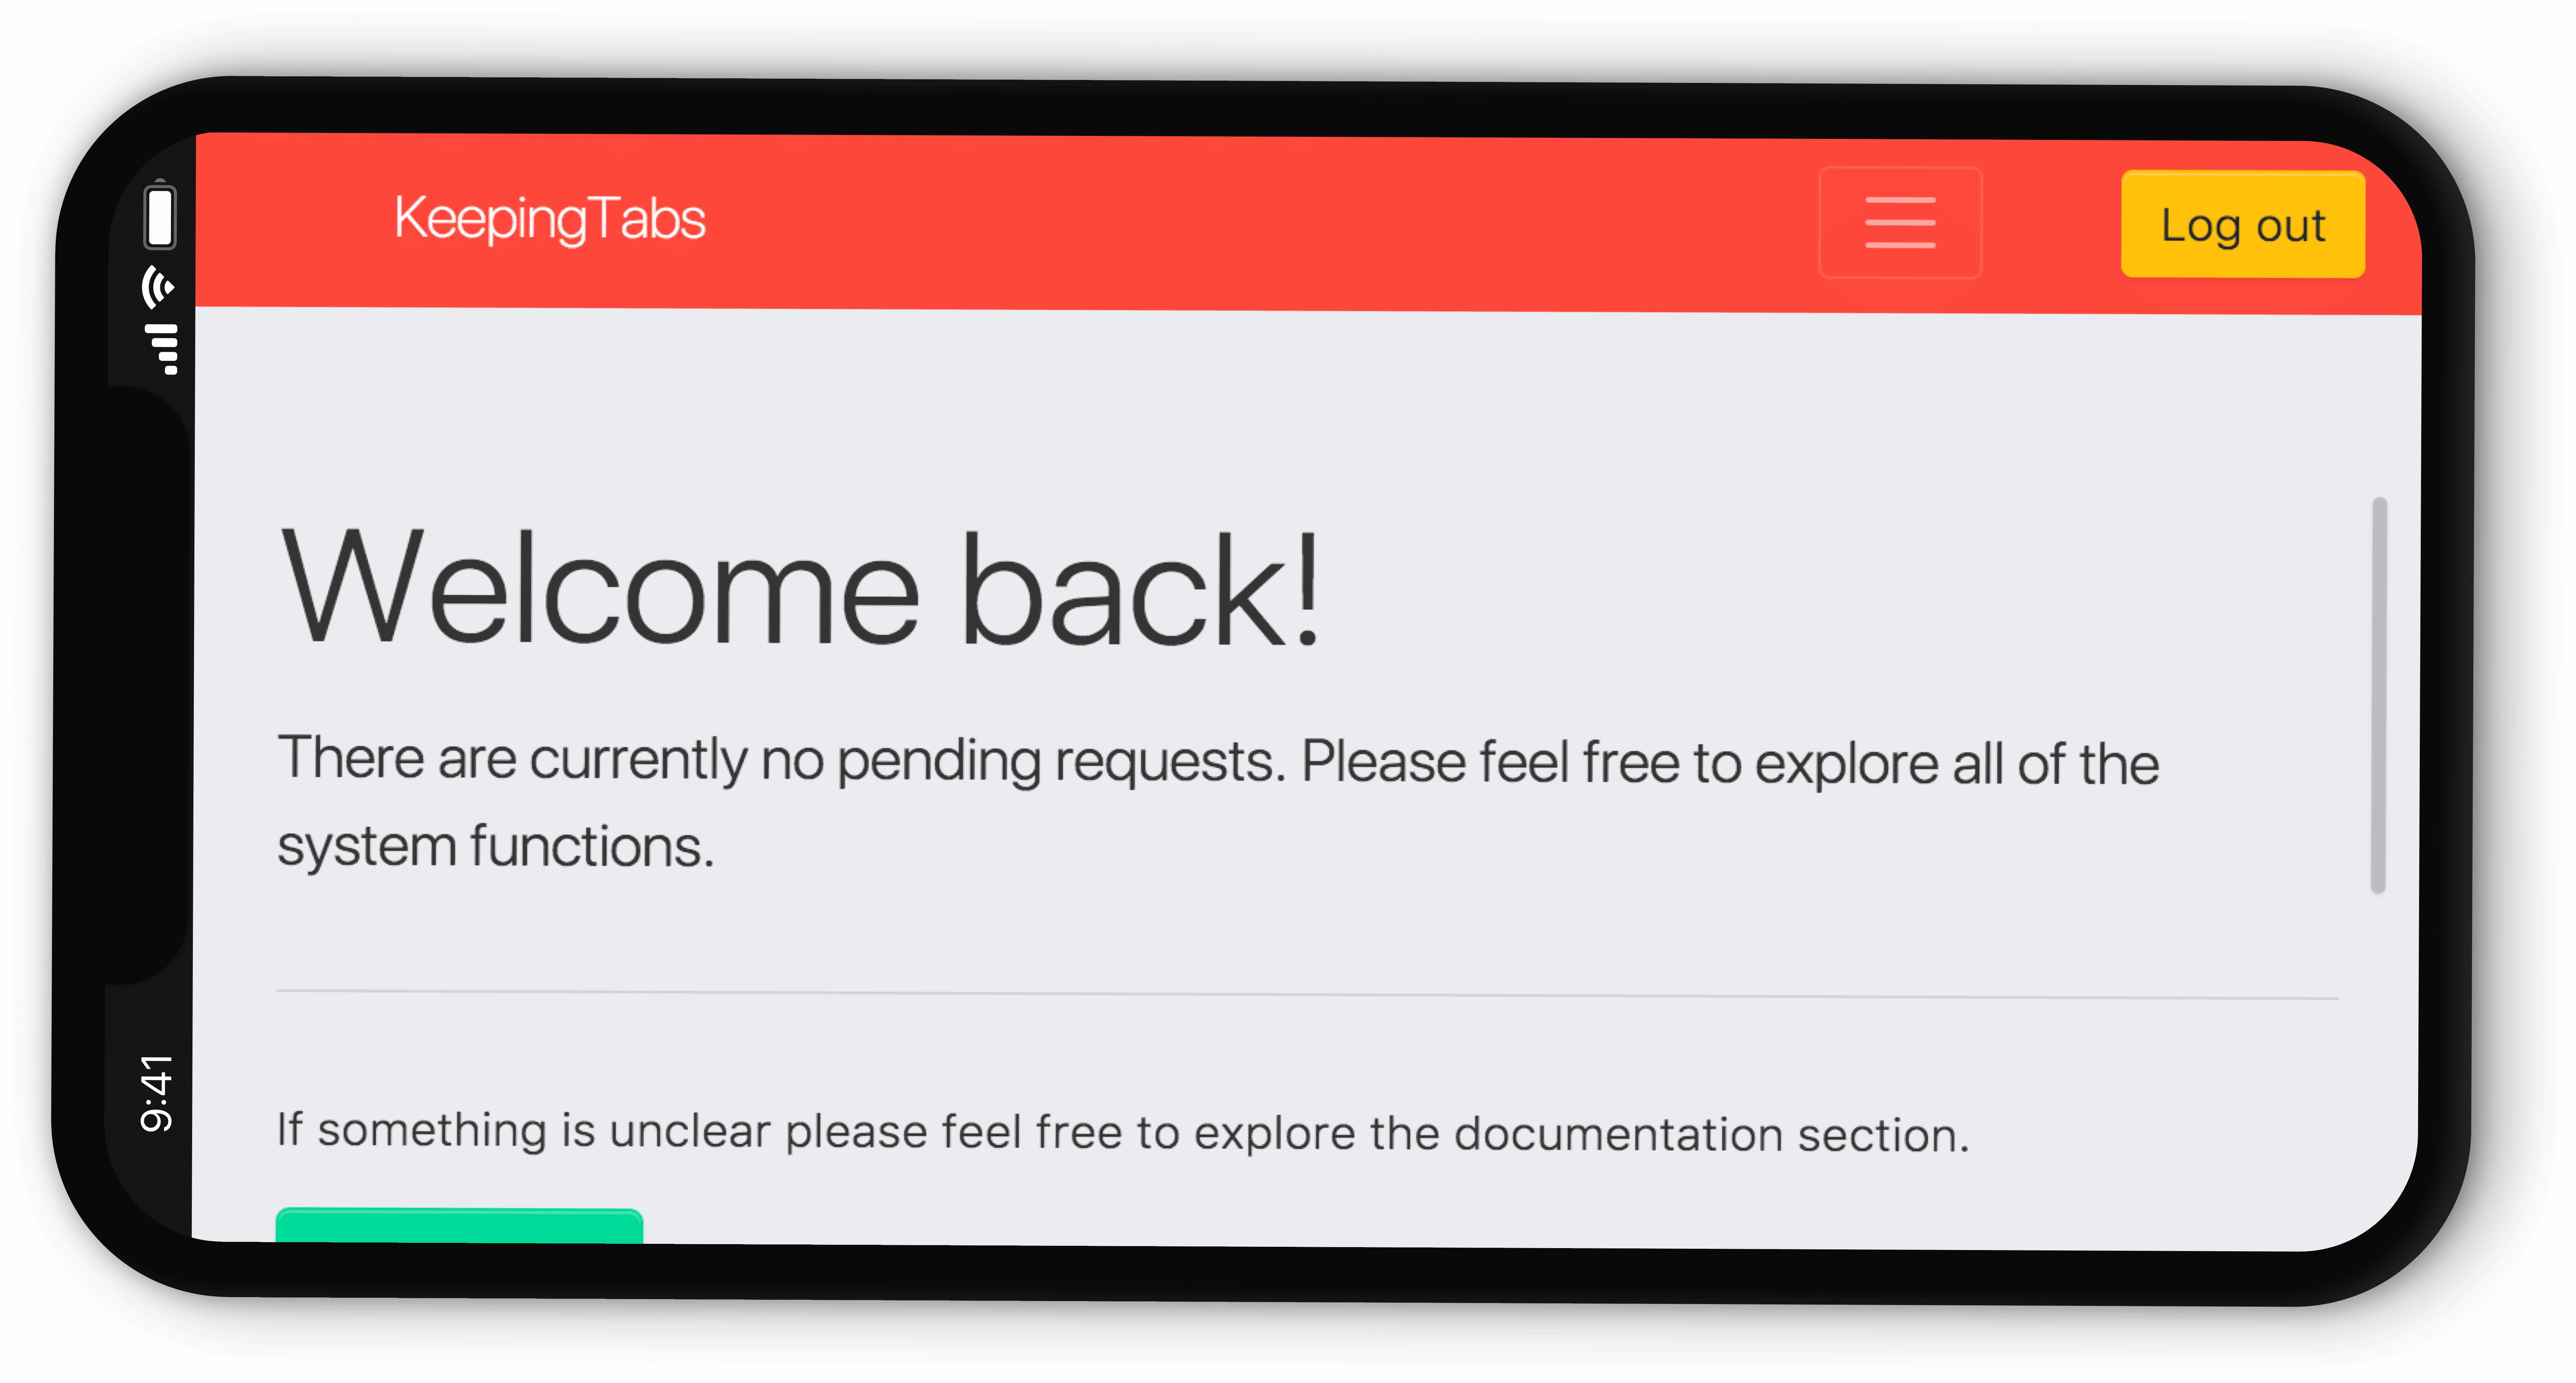 KeepingTabs
Log out
Welcome back!
There are currently no pending requests. Please feel free to explore all of the
system functions.
If something is unclear please feel free to explore the documentation section.
9:41